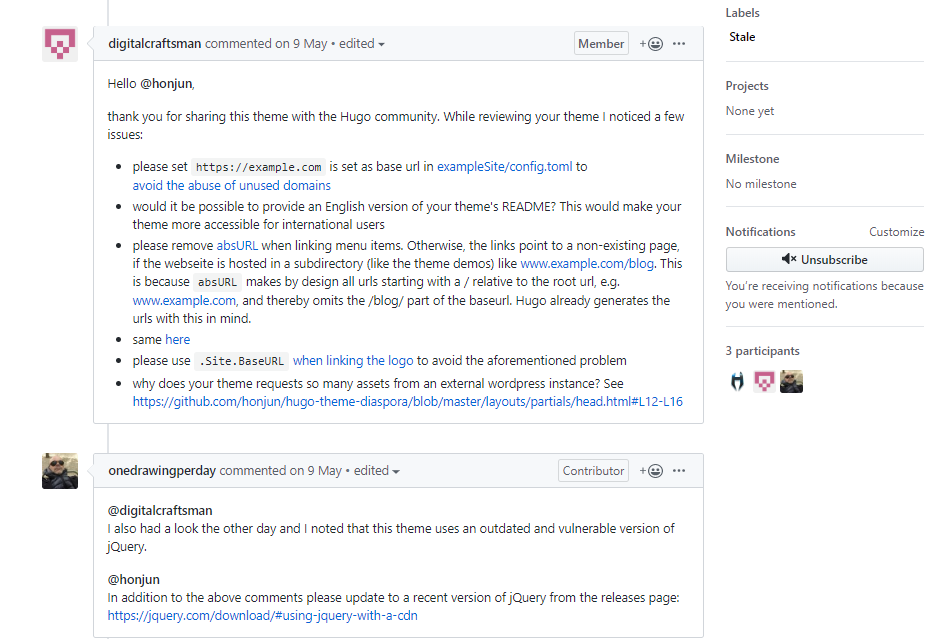 digitalcraftsman commented on 9 May • edited
Member
Hello @honjun,
thank you for sharing this theme with the Hugo community. While reviewing your theme I noticed a few
issues:
• please set https://example.com is set as base url in exampleSite/config.toml to
avoid the abuse of unused domains
• would it be possible to provide an English version of your theme's README? This would make your
theme more accessible for international users
• please remove absURL when linking menu items. Otherwise, the links point to a non-existing page,
if the webseite is hosted in a subdirectory (like the theme demos) like www.example.com/blog. This
is because absURL makes by design all urls starting with a / relative to the root url, e.g.
www.example.com, and thereby omits the /blog/ part of the baseurl. Hugo already generates the
urls with this in mind.
• same here
• please use .Site.BaseURL when linking the logo to avoid the aforementioned problem
• why does your theme requests so many assets from an external wordpress instance? See
https://github.com/honjun/hugo-theme-diaspora/blob/master/layouts/partials/head.html#L12-L16
onedrawingperday commented on 9 May • edited
Contributor
@digitalcraftsman
I also had a look the other day and I noted that this theme uses an outdated and vulnerable version of
jQuery.
@honjun
In addition to the above comments please update to a recent version of jQuery from the releases page:
https://jquery.com/download/#using-jquery-with-a-cdn
Labels
Stale
Projects
None yet
Milestone
No milestone
Notifications
Customize
Unsubscribe
You're receiving notifications because
you were mentioned.
3 participants